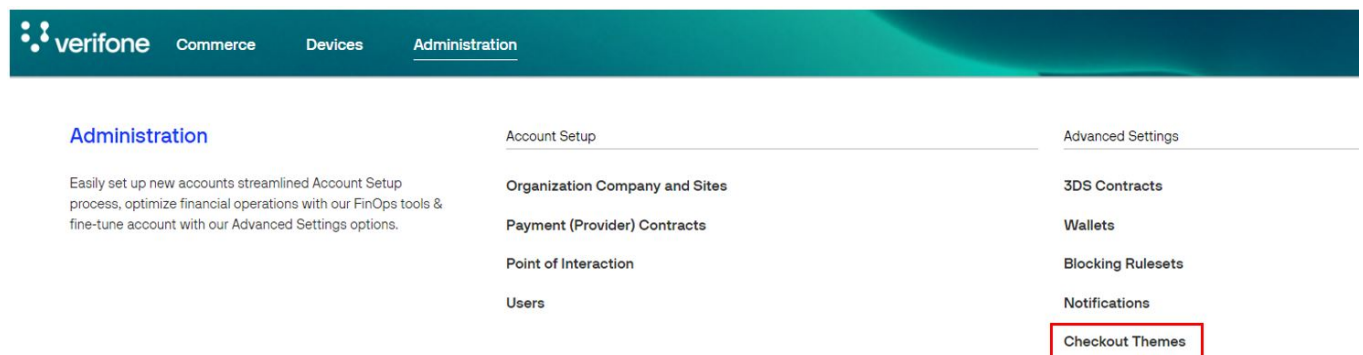 verifone Commerce Devices Administration
Administration
Easily set up new accounts streamlined Account Setup
process, optimize financial operations with our FinOps tools &
fine-tune account with our Advanced Settings options.
Account Setup
Organization Company and Sites
Payment (Provider) Contracts
Point of Interaction
Users
Advanced Settings
3DS Contracts
Wallets
Blocking Rulesets
Notifications
Checkout Themes